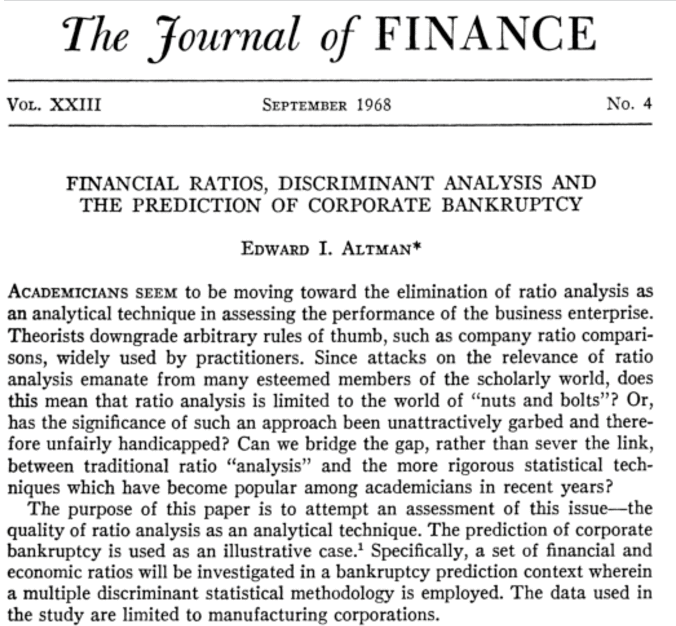 The Journal of FINANCE
VOL. XXIII SEPTEMBER 1968 No. 4
FINANCIAL RATIOS, DISCRIMINANT ANALYSIS AND
THE PREDICTION OF CORPORATE BANKRUPTCY
EDWARD I. ALTMAN*
ACADEMICIANS SEEM to be moving toward the elimination of ratio analysis as
an analytical technique in assessing the performance of the business enterprise.
Theorists downgrade arbitrary rules of thumb, such as company ratio compari-
sons, widely used by practitioners. Since attacks on the relevance of ratio
analysis emanate from many esteemed members of the scholarly world, does
this mean that ratio analysis is limited to the world of “nuts and bolts”? Or,
has the significance of such an approach been unattractively garbed and there-
fore unfairly handicapped? Can we bridge the gap, rather than sever the link,
between traditional ratio “analysis” and the more rigorous statistical tech-
niques which have become popular among academicians in recent years?
The purpose of this paper is to attempt an assessment of this issue—the
quality of ratio analysis as an analytical technique. The prediction of corporate
bankruptcy is used as an illustrative case.¹ Specifically, a set of financial and
economic ratios will be investigated in a bankruptcy prediction context wherein
a multiple discriminant statistical methodology is employed. The data used in
the study are limited to manufacturing corporations.